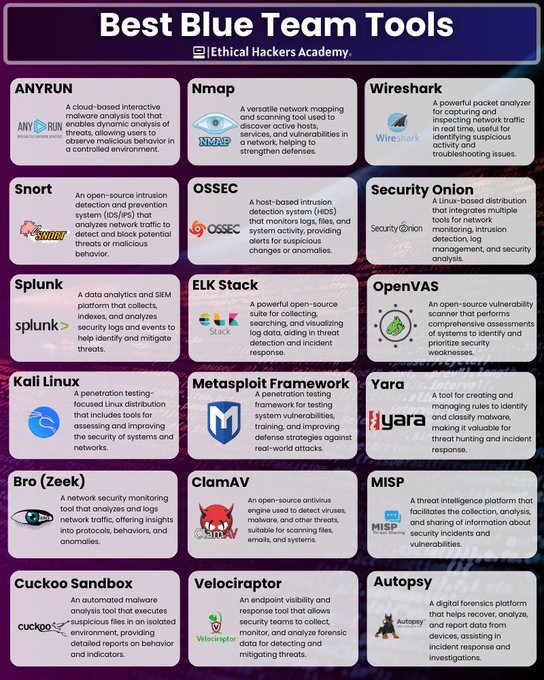 Best Blue Team Tools
Ethical Hackers Academy
ANYRUN
ANY RUN
A cloud-based interactive
malware analysis tool that
enables dynamic analysis of
threats, allowing users to
observe malicious behavior in
a controlled environment.
Nmap
NMAP
A versatile network mapping
and scanning tool used to
discover active hosts,
services, and vulnerabilities in
a network, helping to
strengthen defenses.
Wireshark
Wireshark
A powerful packet analyzer
for capturing and
inspecting network traffic
in real time, useful for
identifying suspicious
activity and
troubleshooting issues.
Snort
SNORT
An open-source intrusion
detection and prevention
system (IDS/IPS) that
analyzes network traffic to
detect and block potential
threats or malicious
behavior.
OSSEC
OSSEC
A host-based intrusion
detection system (HIDS)
that monitors logs, files, and
system activity, providing
alerts for suspicious
changes or anomalies.
Security Onion
Security Onion
A Linux-based distribution
that integrates multiple
tools for network
monitoring, intrusion
detection, log
management, and security
analysis.
Splunk
splunk>
A data analytics and SIEM
platform that collects,
indexes, and analyzes
security logs and events to
help identify and mitigate
threats.
ELK Stack
elk
Stack
A powerful open-source
suite for collecting,
searching, and visualizing
log data, aiding in threat
detection and incident
response.
OpenVAS
An open-source vulnerability
scanner that performs
comprehensive assessments
of systems to identify and
prioritize security
weaknesses.
Kali Linux
A penetration testing-
focused Linux distribution
that includes tools for
assessing and improving
the security of systems and
networks.
Metasploit Framework
M
A penetration testing
framework for testing
system vulnerabilities,
training, and improving
defense strategies against
real-world attacks.
Yara
yara
A tool for creating and
managing rules to identify
and classify malware,
making it valuable for
threat hunting and incident
response.
Bro (Zeek)
A network security monitoring
tool that analyzes and logs
network traffic, offering insights
into protocols, behaviors, and
anomalies.
ClamAV
ClamAV
An open-source antivirus
engine used to detect viruses,
malware, and other threats,
suitable for scanning files,
emails, and systems.
MISP
MISP
Threat Sharing
A threat intelligence platform that
facilitates the collection, analysis,
and sharing of information about
security incidents and
vulnerabilities.
Cuckoo Sandbox
cuckoo
An automated malware
analysis tool that executes
suspicious files in an isolated
environment, providing
detailed reports on behavior
and indicators.
Velociraptor
Velociraptor
An endpoint visibility and
response tool that allows
security teams to collect,
monitor, and analyze forensic
data for detecting and
mitigating threats.
Autopsy
Autopsy
A digital forensics platform
that helps recover, analyze,
and report data from
devices, assisting in
incident response and
investigations.